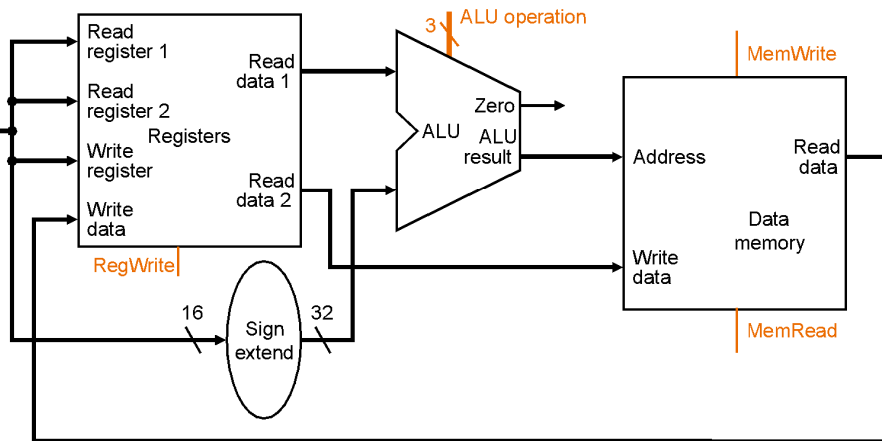 3
ALU operation
Read
register 1
Read
data 1
MemWrite
Read
register 2
Registers
Zero
ALU
ALU
result
Write
register
Address
Read
data
Read
data 2
Write
data
Data
memory
RegWrite
Write
data
16
32
Sign
extend
MemRead